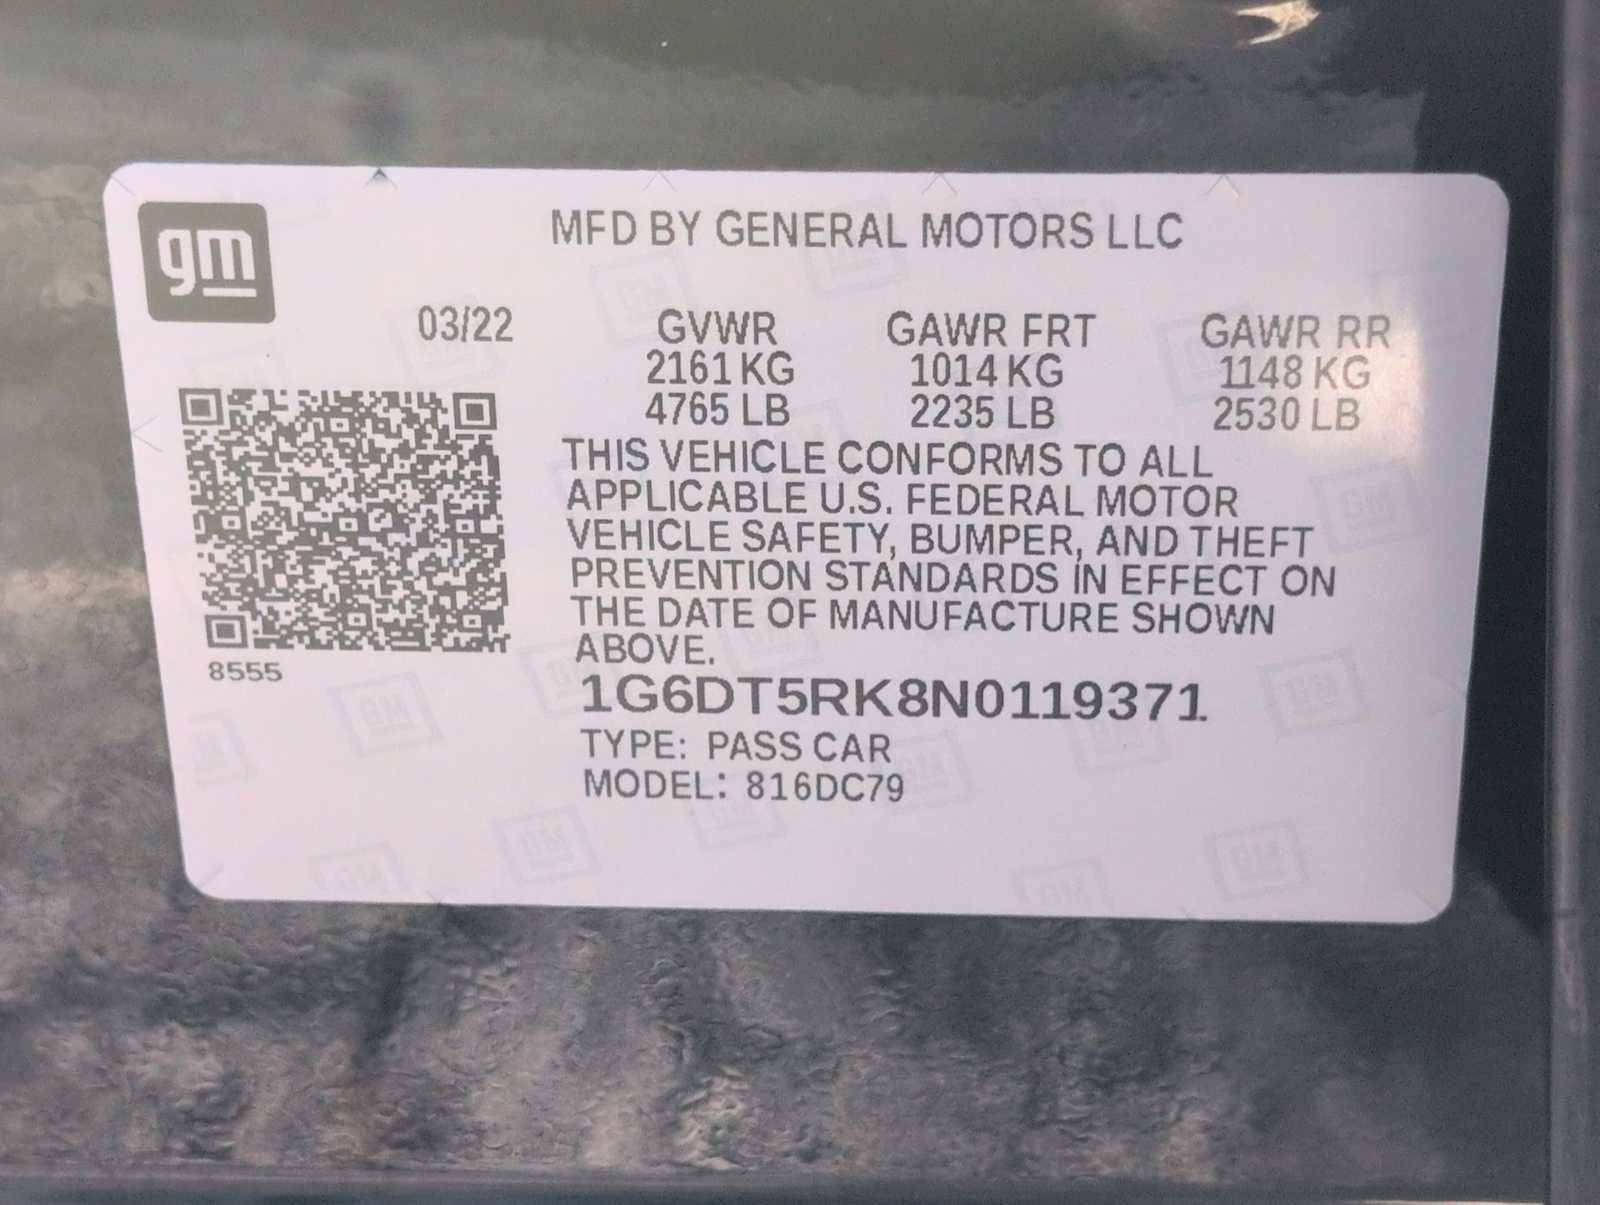 gm
MFD BY GENERAL MOTORS LLC
03/22 GVWR GAWR FRT GAWR RR
2161 KG 1014 KG 1148 KG
4765 LB 2235 LB 2530 LB
THIS VEHICLE CONFORMS TO ALL
APPLICABLE U.S. FEDERAL MOTOR
VEHICLE SAFETY, BUMPER, AND THEFT
PREVENTION STANDARDS IN EFFECT ON
THE DATE OF MANUFACTURE SHOWN
ABOVE.
8555
1G6DT5RK8N0119371
TYPE: PASS CAR
MODEL: 816DC79